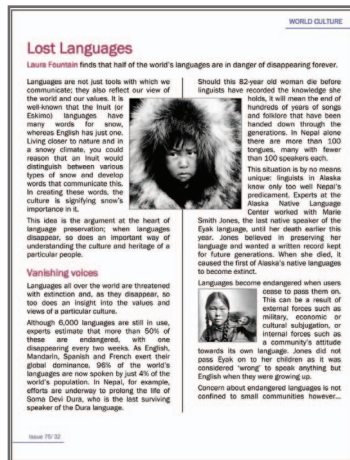 WORLD CULTURE
Lost Languages
Laura Fountain finds that half of the world's languages are in danger of disappearing forever.
Languages are not just tools with which we
communicate; they also reflect our view of
the world and our values. It is
well-known that the Inuit (or
Eskimo) languages have
many words for snow,
whereas English has just one.
Living closer to nature and in
a snowy climate, you could
reason that an Inuit would
distinguish between various
types of snow and develop
words that communicate this.
In creating these words, the
culture is signifying snow's
importance in it.
This idea is the argument at the heart of
language preservation; when languages
disappear, so does an important way of
understanding the culture and heritage of a
particular people.
Vanishing voices
Languages all over the world are threatened
with extinction and, as they disappear, so
too does an insight into the values and
views of a particular culture.
Although 6,000 languages are still in use,
experts estimate that more than 50% of
these are endangered, with one
disappearing every two weeks. As English,
Mandarin, Spanish and French exert their
global dominance, 96% of the world's
languages are now spoken by just 4% of the
world's population. In Nepal, for example,
efforts are underway to prolong the life of
Soma Devi Dura, who is the last surviving
speaker of the Dura language.
Should this 82-year old woman die before
linguists have recorded the knowledge she
holds, it will mean the end of
hundreds of years of songs
and folklore that have been
handed down through the
generations. In Nepal alone
there are more than 100
tongues, many with fewer
than 100 speakers each.
This situation is by no means
unique: linguists in Alaska
know only too well Nepal's
predicament. Experts at the
Alaska Native Language
Center worked with Marie
Smith Jones, the last native speaker of the
Eyak language, until her death earlier this
year. Jones believed in preserving her
language and wanted a written record kept
for future generations. When she died, it
caused the first of Alaska's native languages
to become extinct.
Languages become endangered when users
cease to pass them on.
This can be a result of
external forces such as
military, economic or
cultural subjugation, or
internal forces such as
a community's attitude
towards its own language. Jones did not
pass Eyak on to her children as it was
considered 'wrong' to speak anything but
English when they were growing up.
Concern about endangered languages is not
confined to small communities however...
Issue 75/ 32